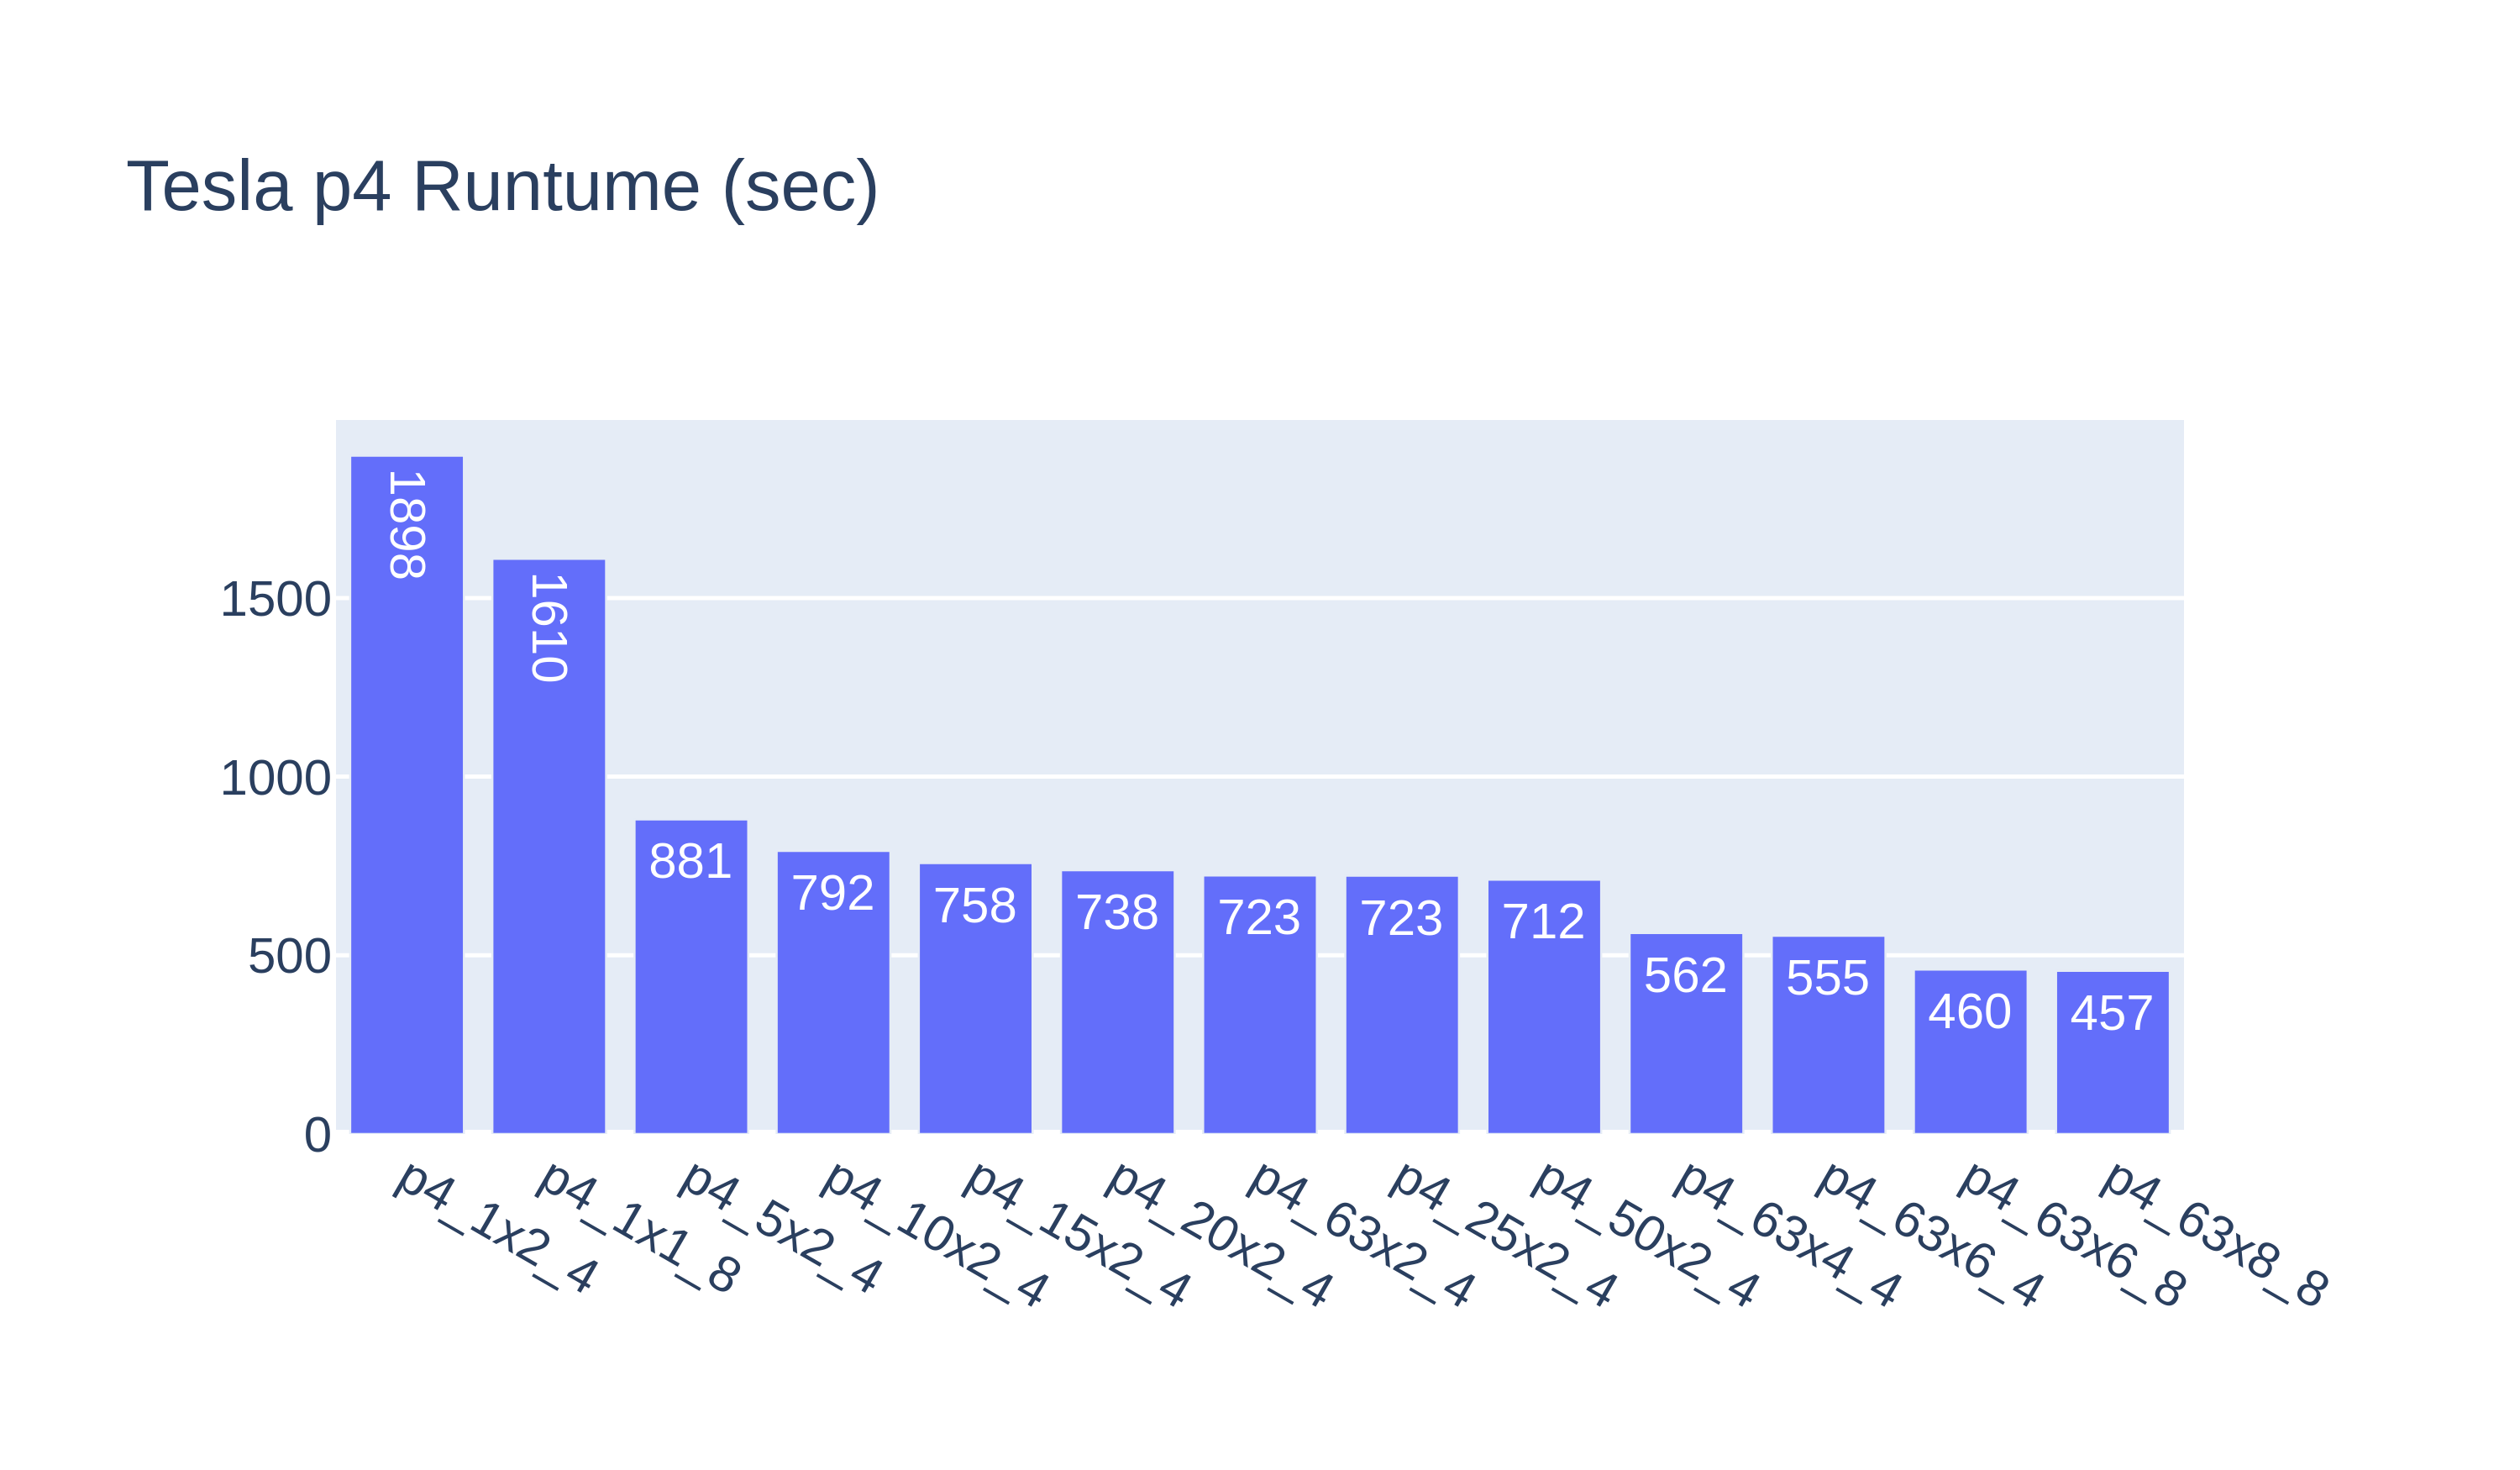 Tesla p4 Runtume (sec)
1500
1000
500
0
1898
1610
881
792
758
738
723
723
712
562
555
460
457
p4_1x2_4
p4_1x1_8
p4_5x2_4
p4_10x2_4
p4_15x2_4
p4_20x2_4
p4_63x2_4
p4_25x2_4
p4_50x2_4
p4_63x4_4
p4_63x6_4
p4_63x6_8
p4_63x8_8